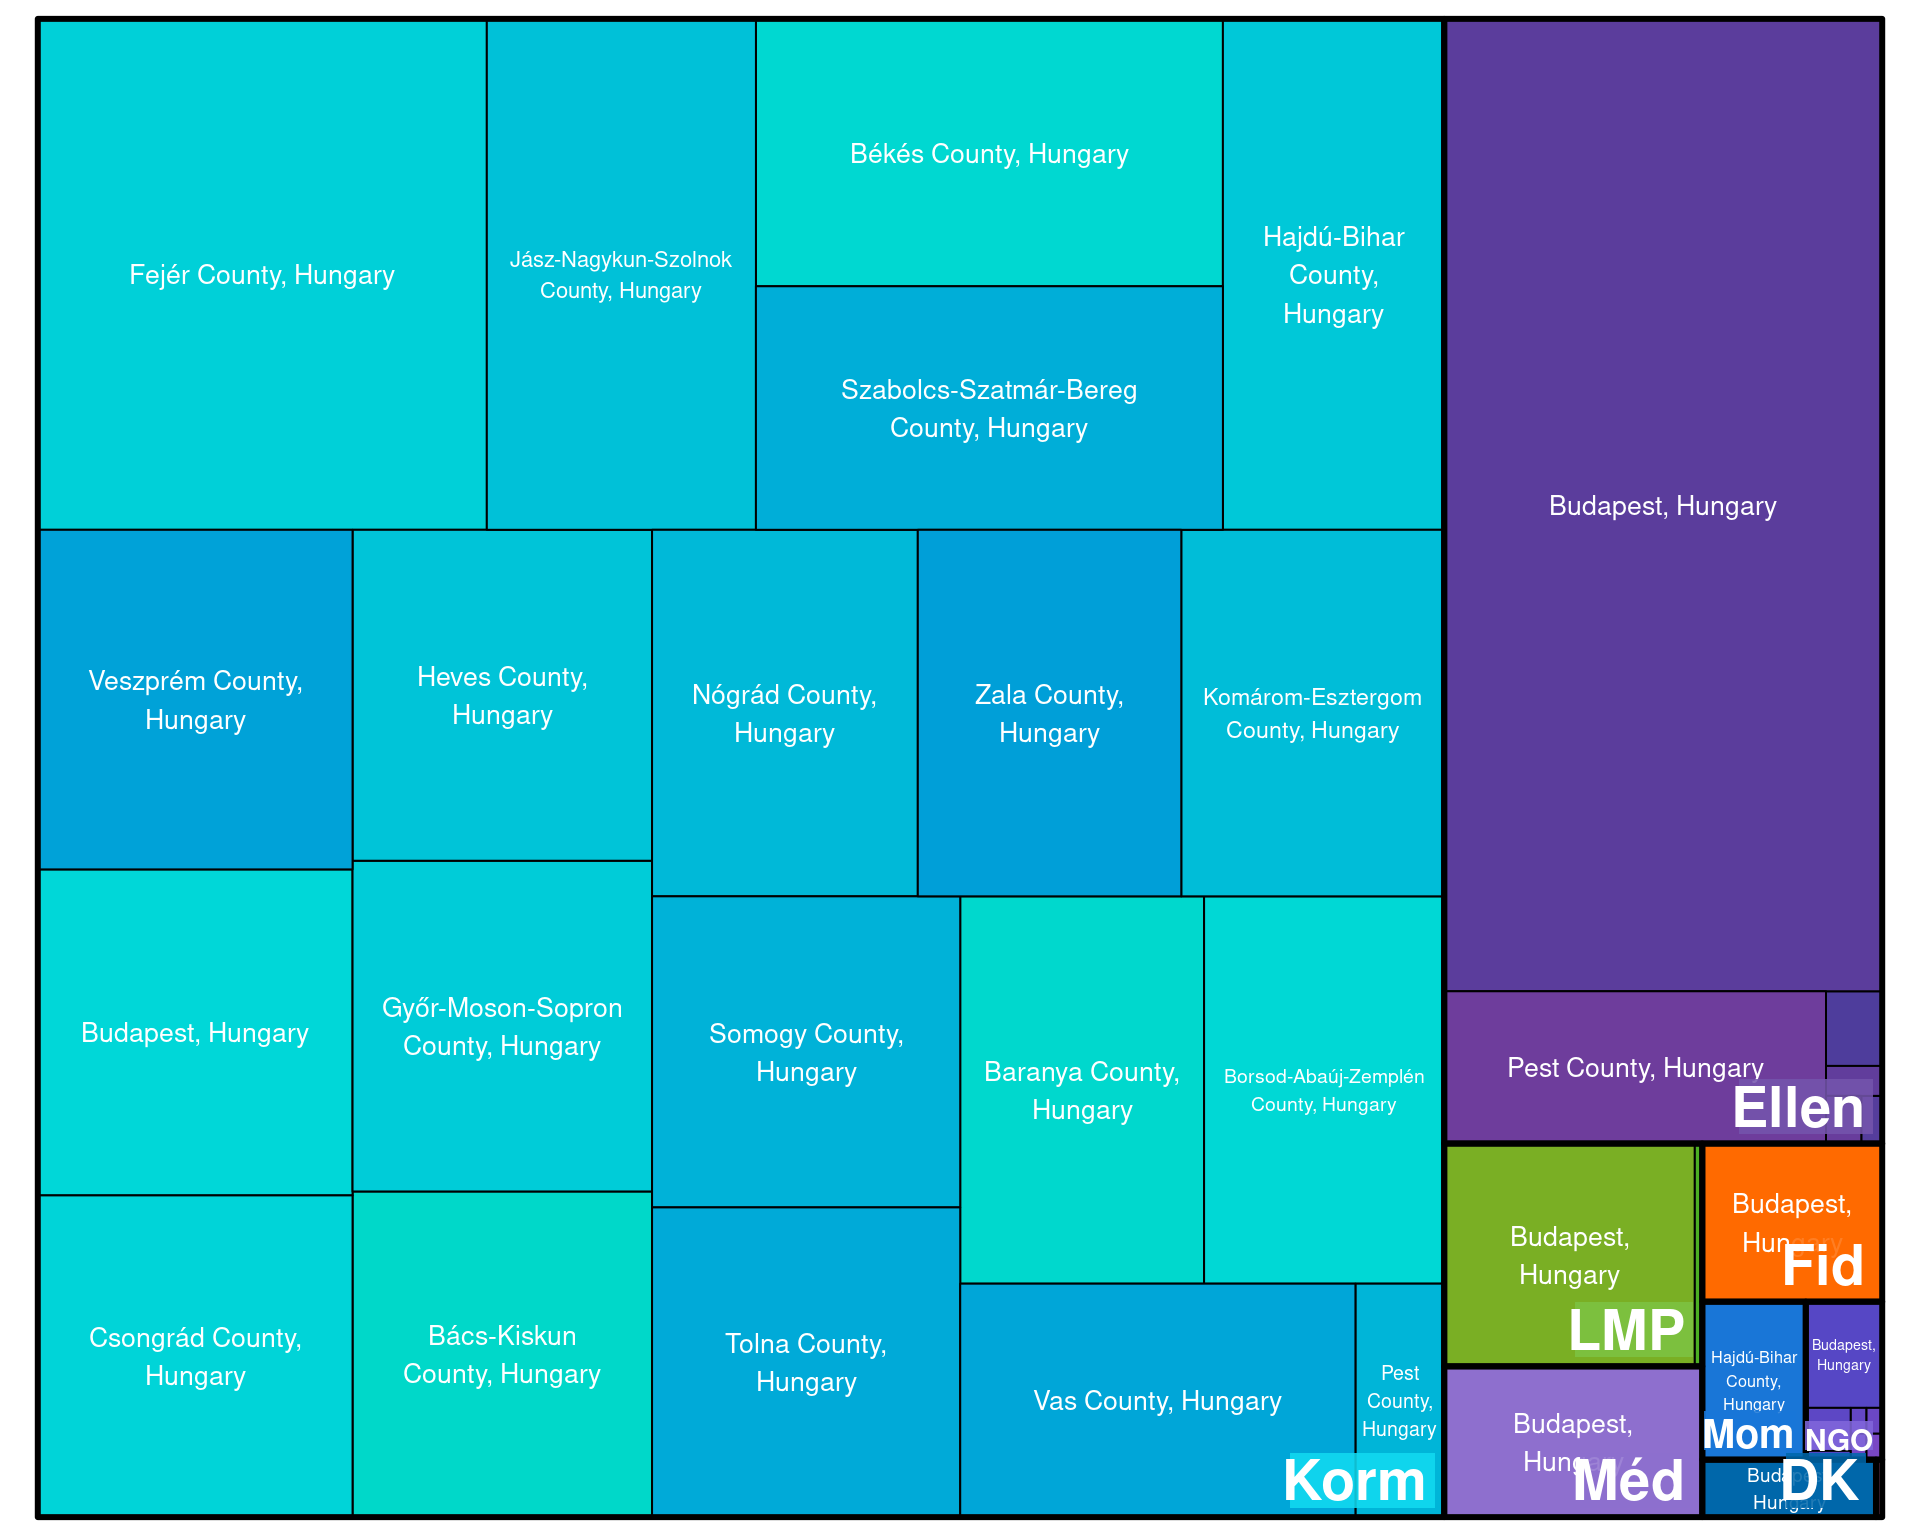 Fejér County, Hungary
Jász-Nagykun-Szolnok
County, Hungary
Békés County, Hungary
Szabolcs-Szatmár-Bereg
County, Hungary
Hajdú-Bihar
County,
Hungary
Veszprém County,
Hungary
Heves County,
Hungary
Nógrád County,
Hungary
Zala County,
Hungary
Komárom-Esztergom
County, Hungary
Budapest, Hungary
Győr-Moson-Sopron
County, Hungary
Somogy County,
Hungary
Baranya County,
Hungary
Borsod-Abaúj-Zemplén
County, Hungary
Csongrád County,
Hungary
Bács-Kiskun
County, Hungary
Tolna County,
Hungary
Vas County, Hungary
Pest
County,
Hungary
Korm
Budapest, Hungary
Pest County, Hungary
Ellen
Budapest,
Hungary
LMP
Budapest,
Hungary
Fid
Budapest,
Hungary
Méd
Hajdú-Bihar
County,
Hungary
Mom
Budapest,
Hungary
NGO
Budapest,
Hungary
DK